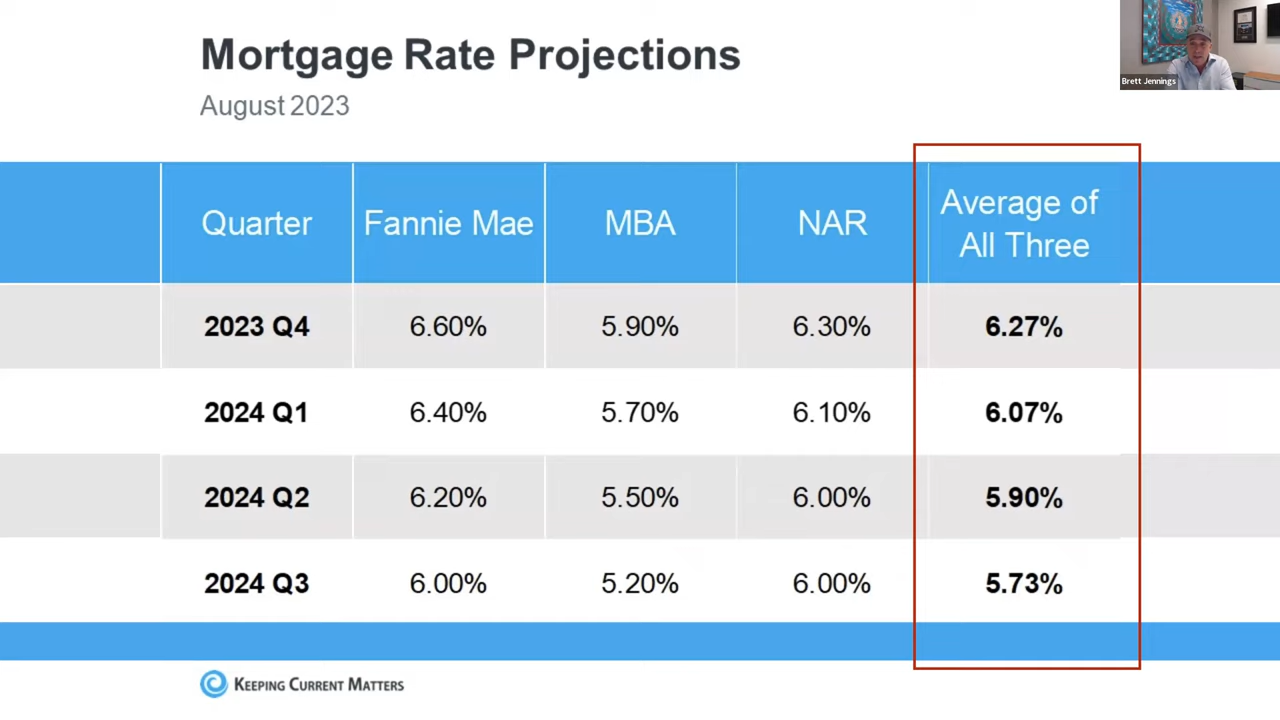 Mortgage Rate Projections
August 2023
Brett Jennings
Quarter Fannie Mae MBA NAR Average of
All Three
2023 Q4 6.60% 5.90% 6.30% 6.27%
2024 Q1 6.40% 5.70% 6.10% 6.07%
2024 Q2 6.20% 5.50% 6.00% 5.90%
2024 Q3 6.00% 5.20% 6.00% 5.73%
KEEPING CURRENT MATTERS